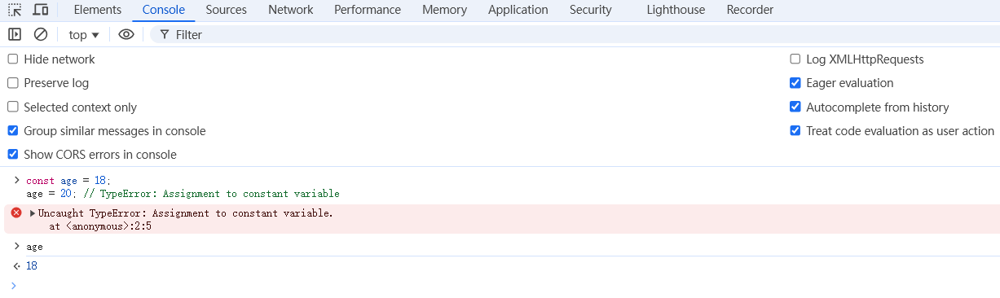 Elements Console Sources Network Performance Memory Application Security Lighthouse Recorder
top Filter
Hide network Log XMLHttpRequests
Preserve log Eager evaluation
Selected context only Autocomplete from history
Group similar messages in console Treat code evaluation as user action
Show CORS errors in console
const age = 18;
age = 20; // TypeError: Assignment to constant variable
Uncaught TypeError: Assignment to constant variable.
at <anonymous>:2:5
age
18